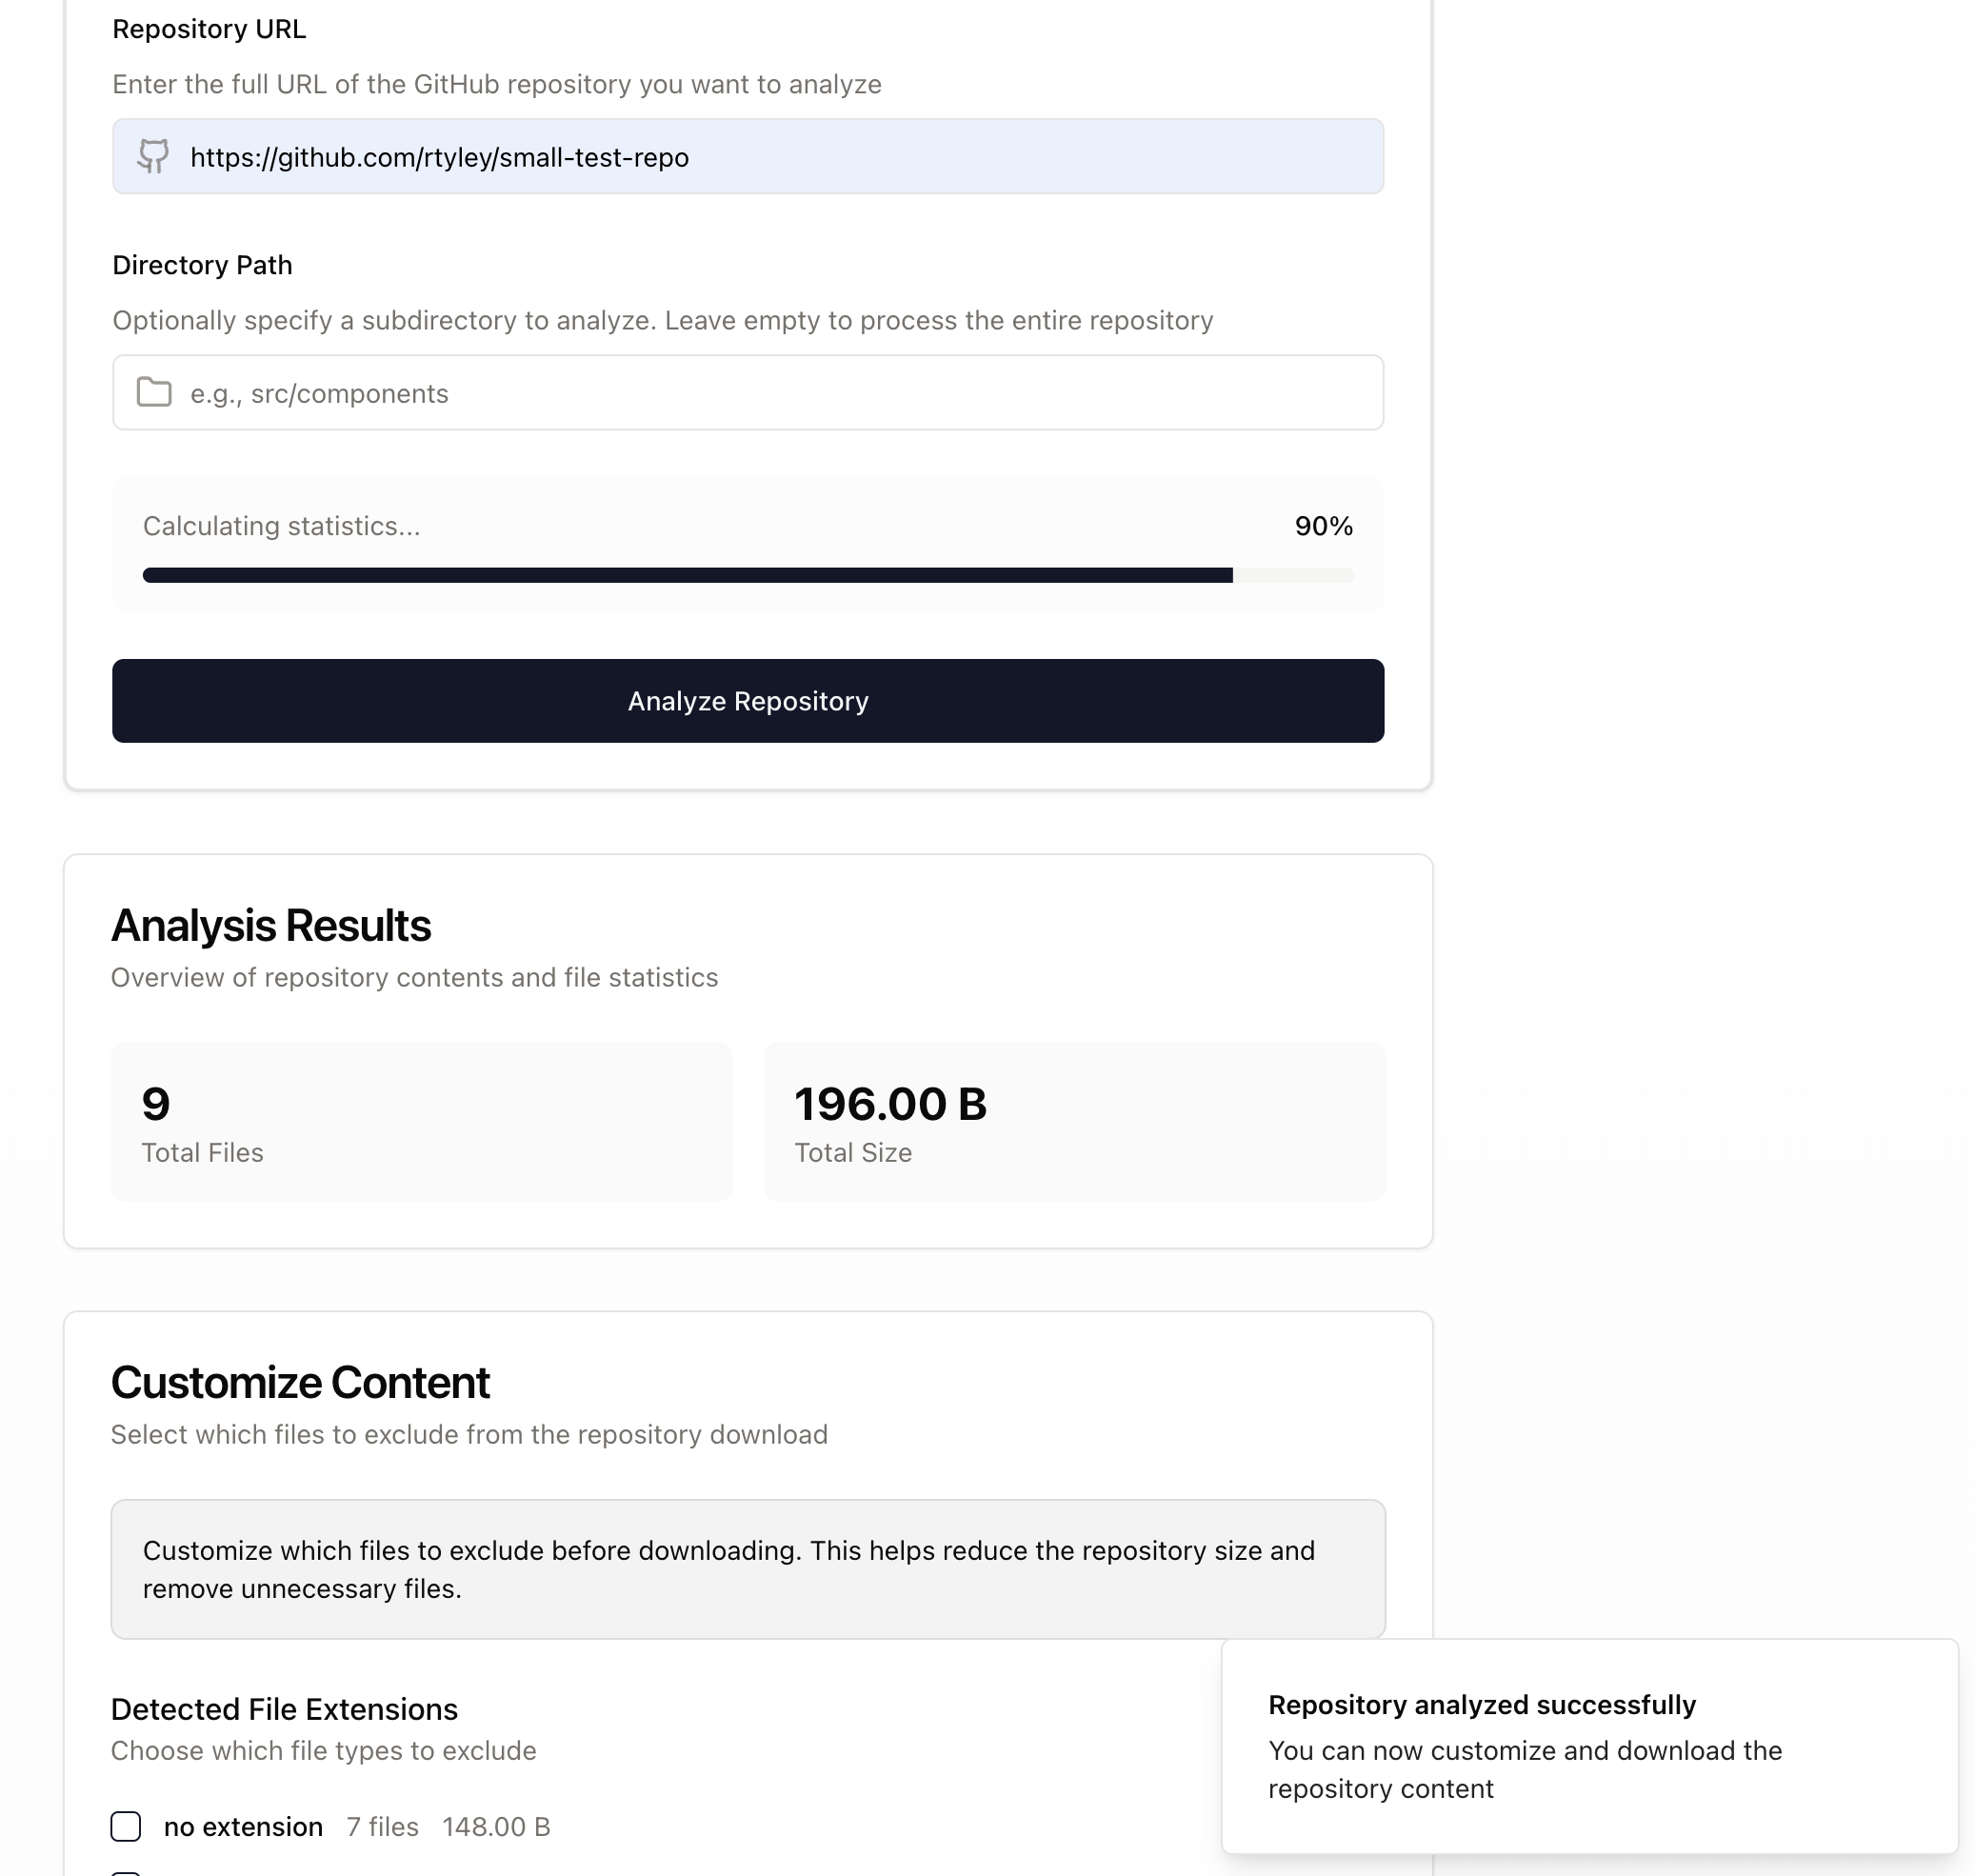 Repository URL
Enter the full URL of the GitHub repository you want to analyze
https://github.com/rtyley/small-test-repo
Directory Path
Optionally specify a subdirectory to analyze. Leave empty to process the entire repository
e.g., src/components
Calculating statistics... 90%
Analyze Repository
Analysis Results
Overview of repository contents and file statistics
9
Total Files
196.00 B
Total Size
Customize Content
Select which files to exclude from the repository download
Customize which files to exclude before downloading. This helps reduce the repository size and
remove unnecessary files.
Detected File Extensions
Choose which file types to exclude
no extension 7 files 148.00 B
Repository analyzed successfully
You can now customize and download the
repository content